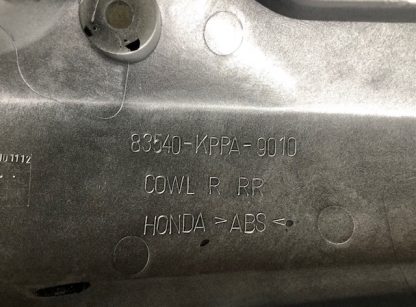 83540-KPPA-9010
COWL R RR
HONDA >ABS<